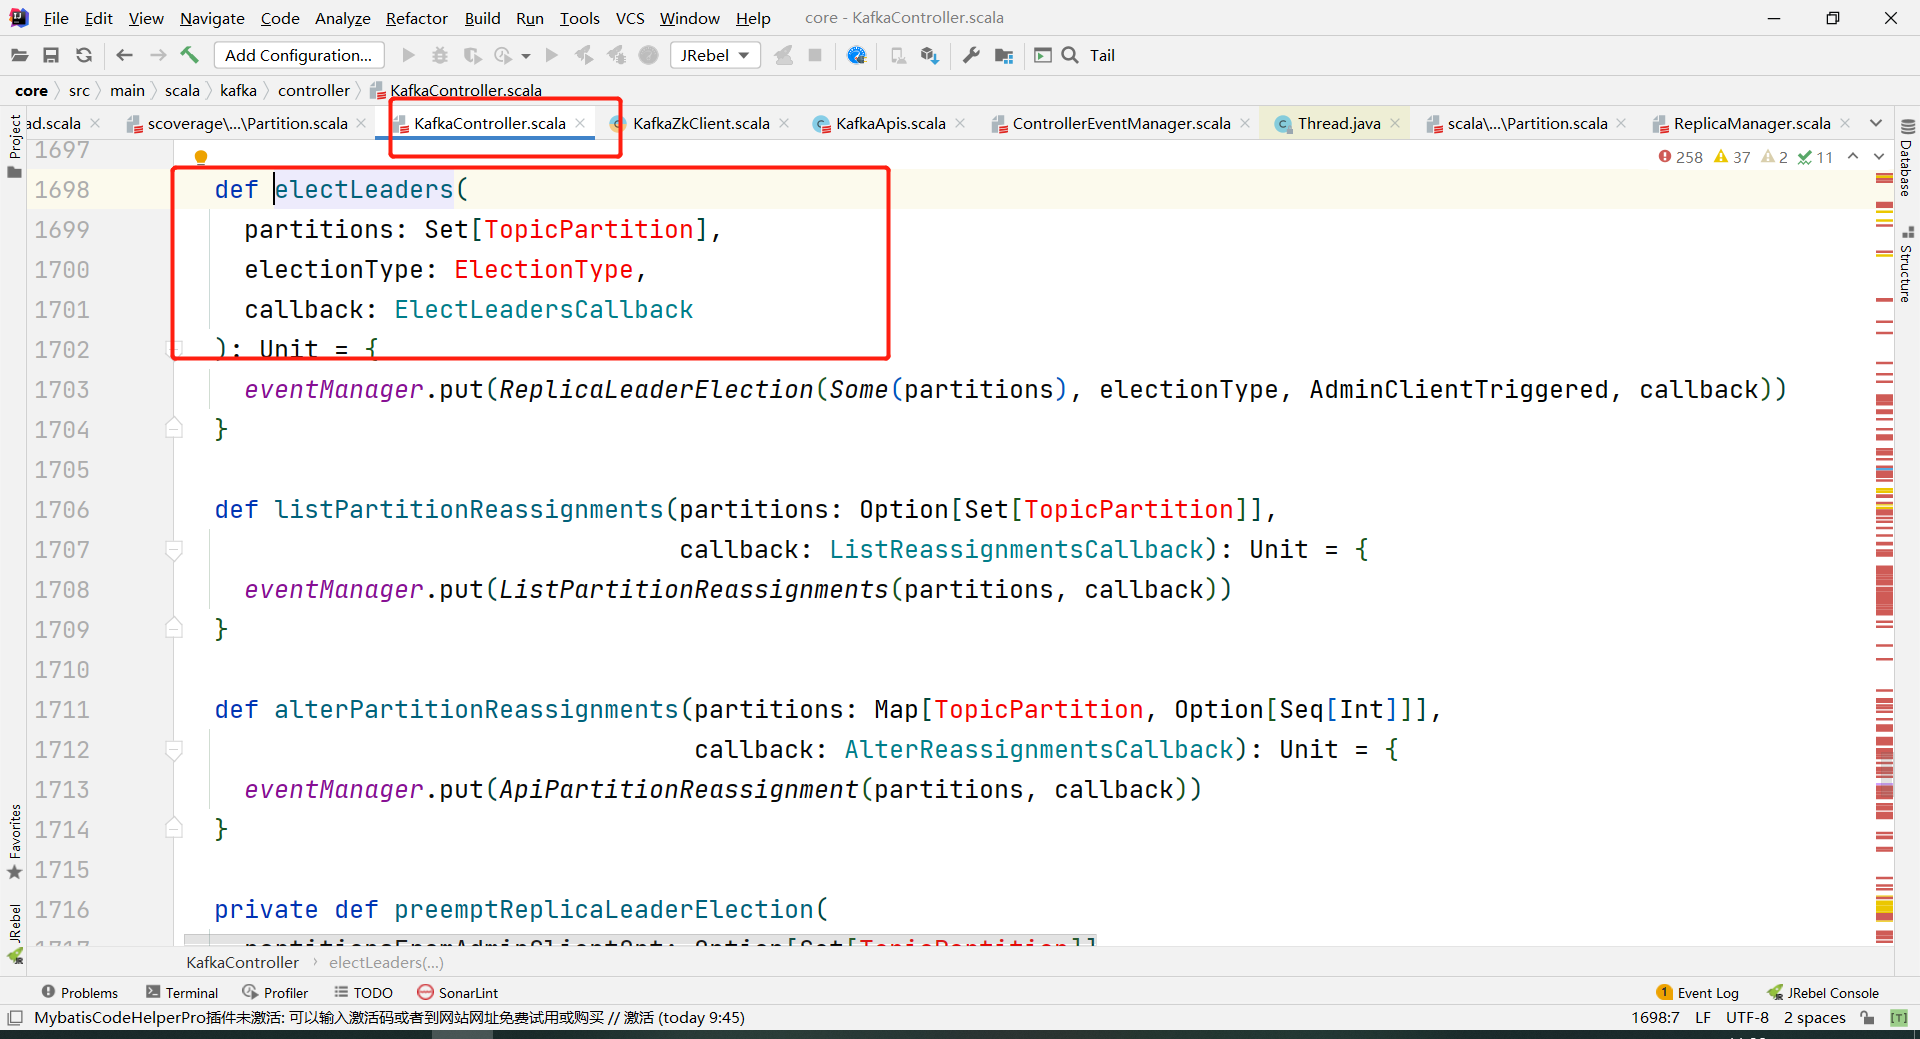 File Edit View Navigate Code Analyze Refactor Build Run Tools VCS Window Help core - KafkaController.scala
Add Configuration... JRebel Tail
core src main scala kafka controller KafkaController.scala
ad.scala scoverage\...\Partition.scala KafkaController.scala KafkaZkClient.scala KafkaApis.scala ControllerEventManager.scala Thread.java scala\...\Partition.scala ReplicaManager.scala
Project
Favorites
JRebel
Database
Structure
258 37 2 11
1697
1698 def electLeaders(
1699 partitions: Set[TopicPartition],
1700 electionType: ElectionType,
1701 callback: ElectLeadersCallback
1702 ): Unit = {
1703 eventManager.put(ReplicaLeaderElection(Some(partitions), electionType, AdminClientTriggered, callback))
1704 }
1705
1706 def listPartitionReassignments(partitions: Option[Set[TopicPartition]],
1707 callback: ListReassignmentsCallback): Unit = {
1708 eventManager.put(ListPartitionReassignments(partitions, callback))
1709 }
1710
1711 def alterPartitionReassignments(partitions: Map[TopicPartition, Option[Seq[Int]]],
1712 callback: AlterReassignmentsCallback): Unit = {
1713 eventManager.put(ApiPartitionReassignment(partitions, callback))
1714 }
1715
1716 private def preemptReplicaLeaderElection(
1717 partitionsFromAdminClientOpt: Option[Set[TopicPartition]]
KafkaController electLeaders(...)
Problems Terminal Profiler TODO SonarLint 1 Event Log JRebel Console
MybatisCodeHelperPro插件未激活: 可以输入激活码或者到网站网址免费试用或购买 // 激活 (today 9:45) 1698:7 LF UTF-8 2 spaces [T]